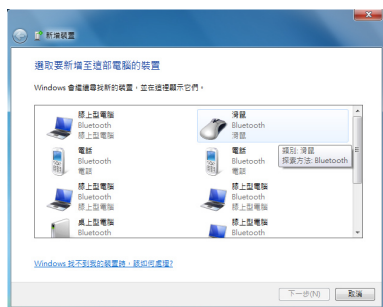 新增裝置
選取要新增至這部電腦的裝置
Windows 會繼續尋找新的裝置，並在這裡顯示它們。
膝上型電腦
Bluetooth
膝上型電腦
滑鼠
Bluetooth
滑鼠
電話
Bluetooth
電話
電話
Bluetooth
電話
類別: 滑鼠
探索方法: Bluetooth
膝上型電腦
Bluetooth
膝上型電腦
膝上型電腦
Bluetooth
膝上型電腦
桌上型電腦
Bluetooth
膝上型電腦
Bluetooth
Windows 找不到我的裝置時，該如何處理?
下一步(N)
取消